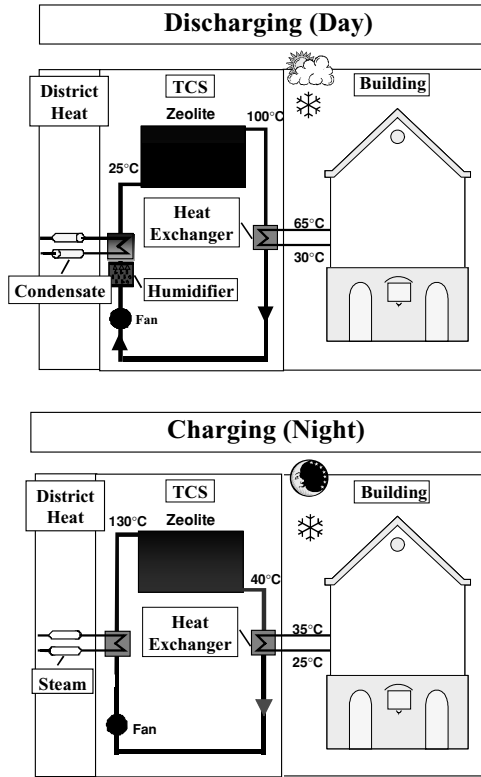 Discharging (Day)
District
Heat
TCS
Zeolite
Building
100°C
25°C
Heat
Exchanger
65°C
30°C
Condensate
Humidifier
Fan
Charging (Night)
District
Heat
TCS
Zeolite
Building
130°C
40°C
Heat
Exchanger
35°C
25°C
Steam
Fan